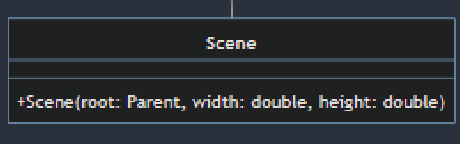 Scene
+Scene(root: Parent, width: double, height: double)